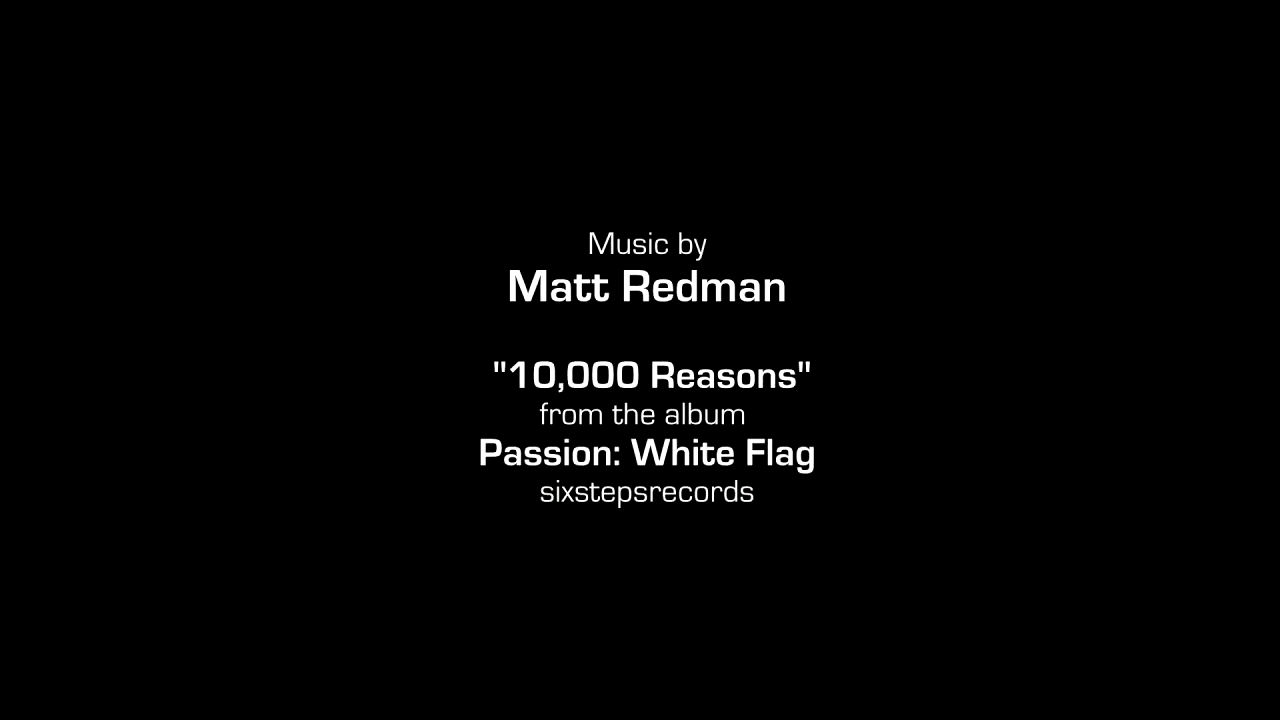 Music by
Matt Redman
"10,000 Reasons"
from the album
Passion: White Flag
sixstepsrecords